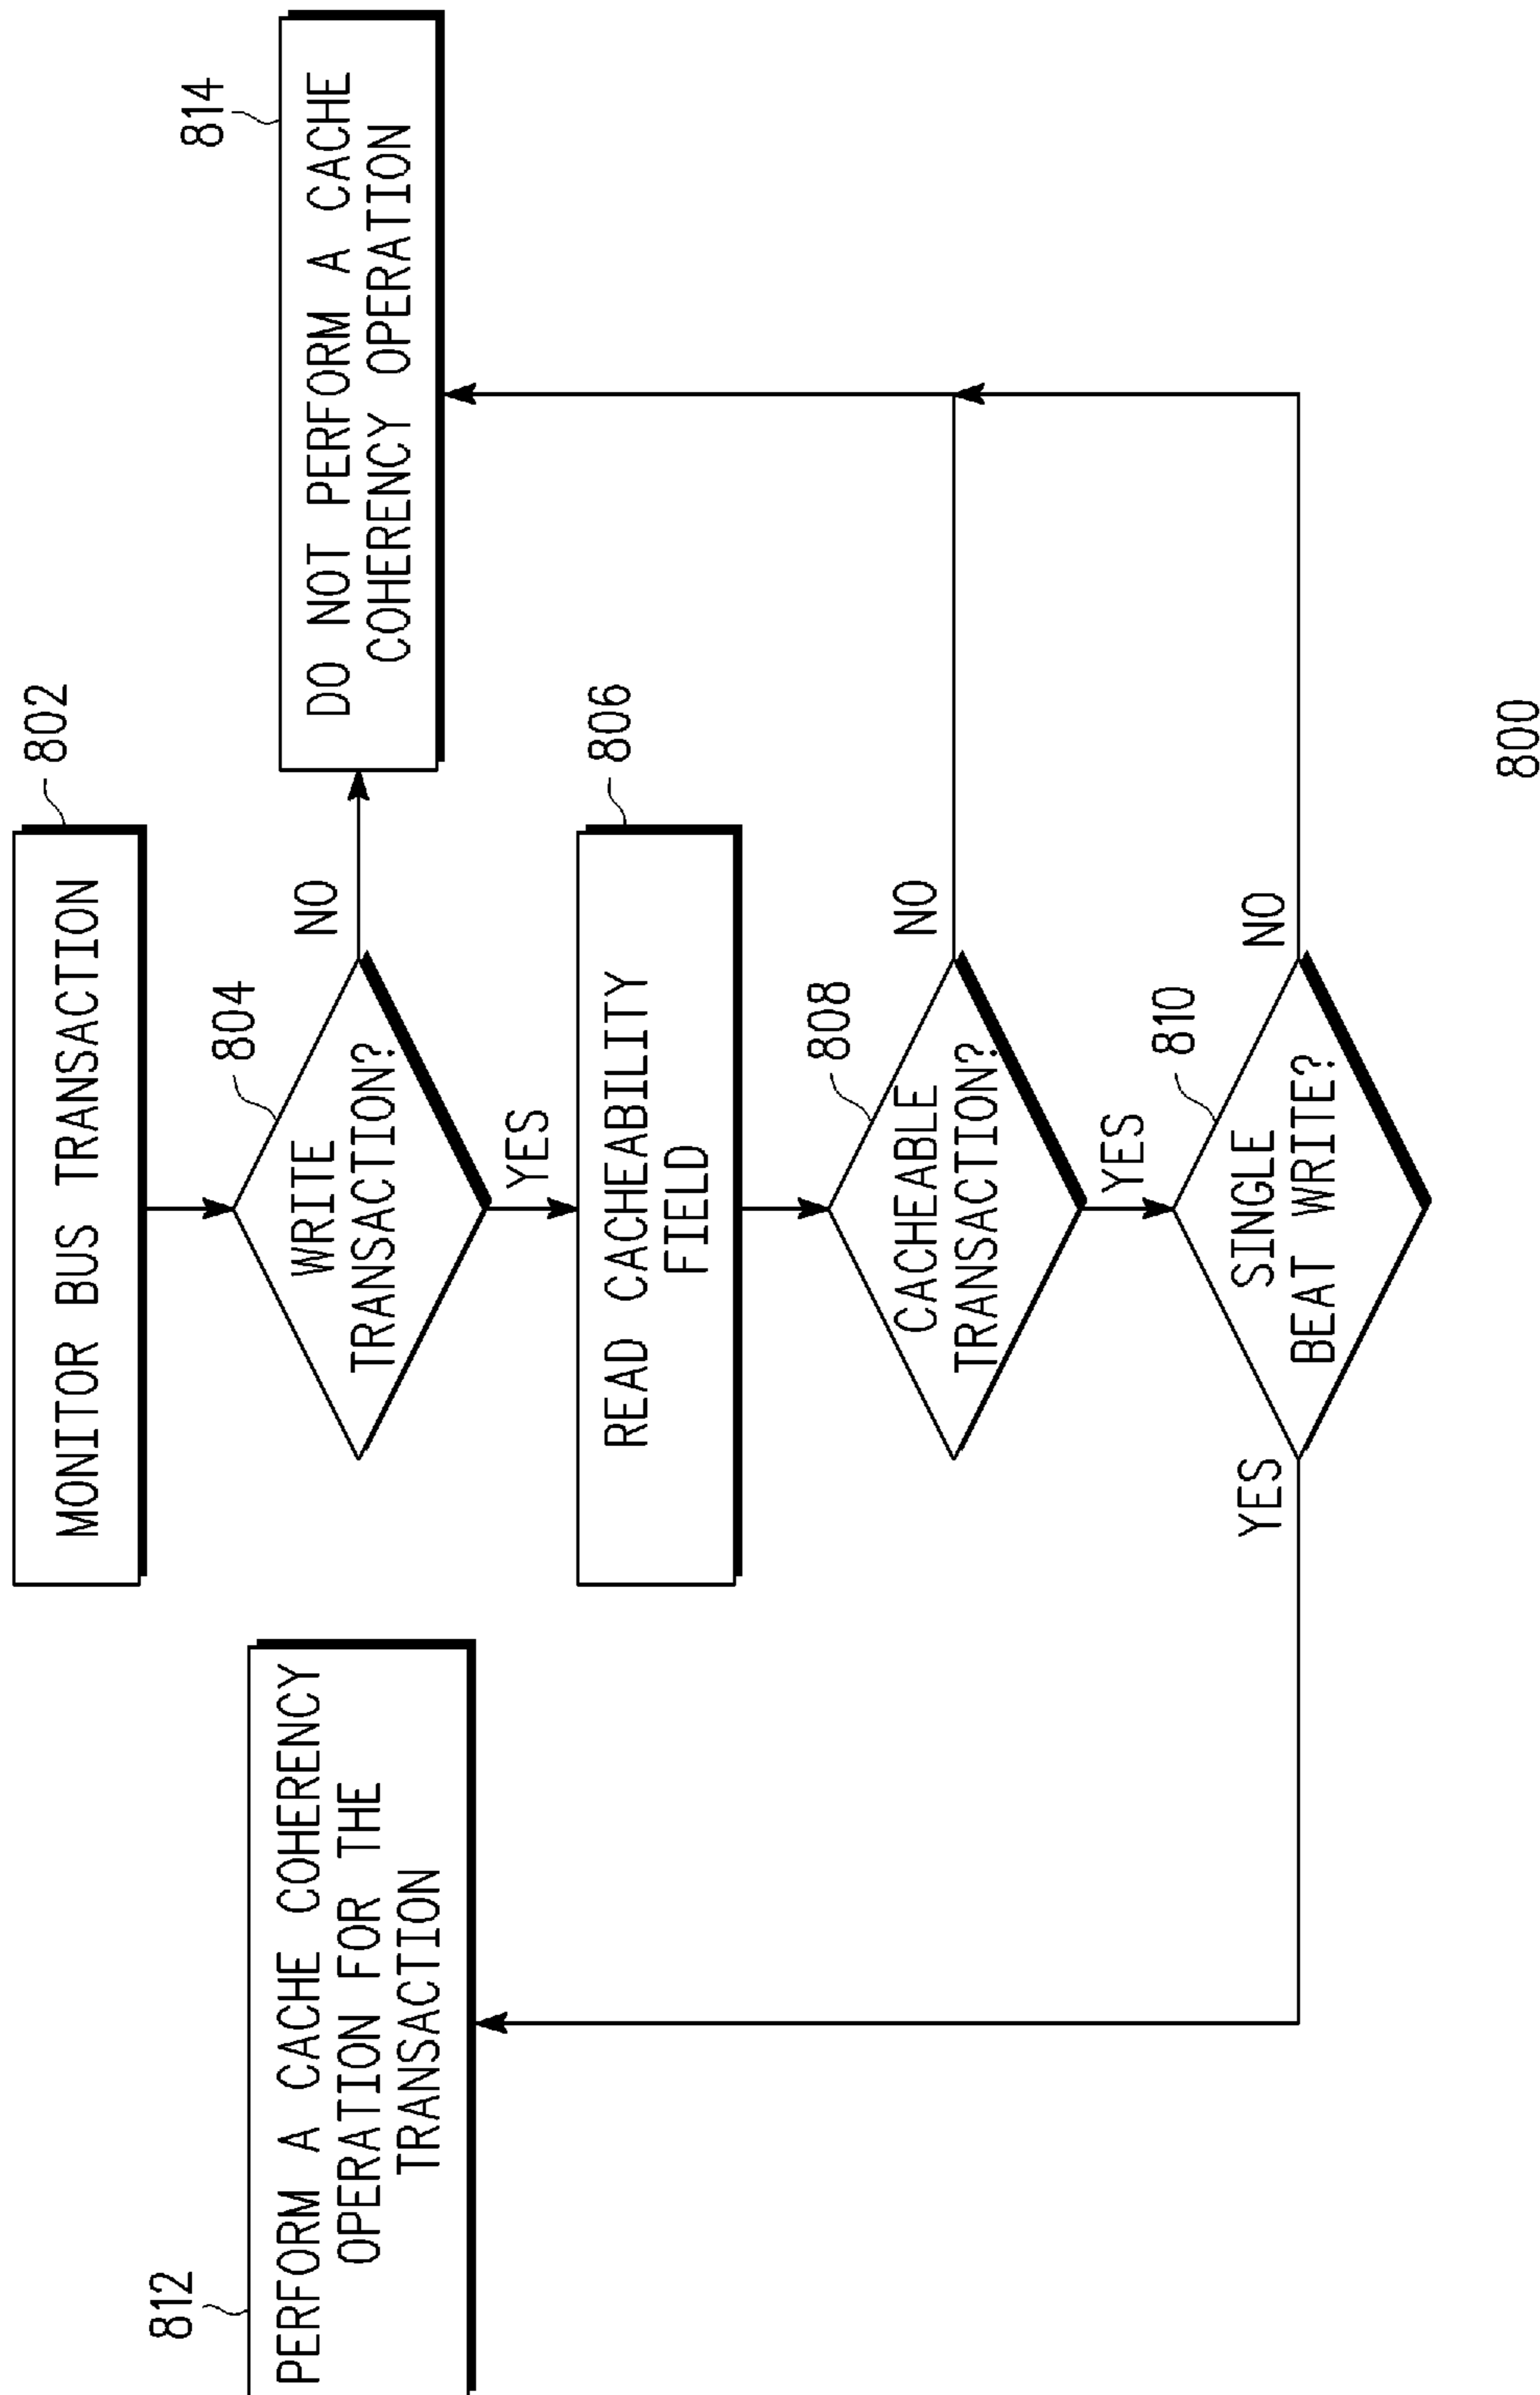 802
MONITOR BUS TRANSACTION
804
WRITE
TRANSACTION?
NO
YES
814
DO NOT PERFORM A CACHE
COHERENCY OPERATION
812
PERFORM A CACHE COHERENCY
OPERATION FOR THE
TRANSACTION
806
READ CACHEABILITY
FIELD
808
CACHEABLE
TRANSACTION?
NO
YES
810
SINGLE
BEAT WRITE?
YES
NO
800